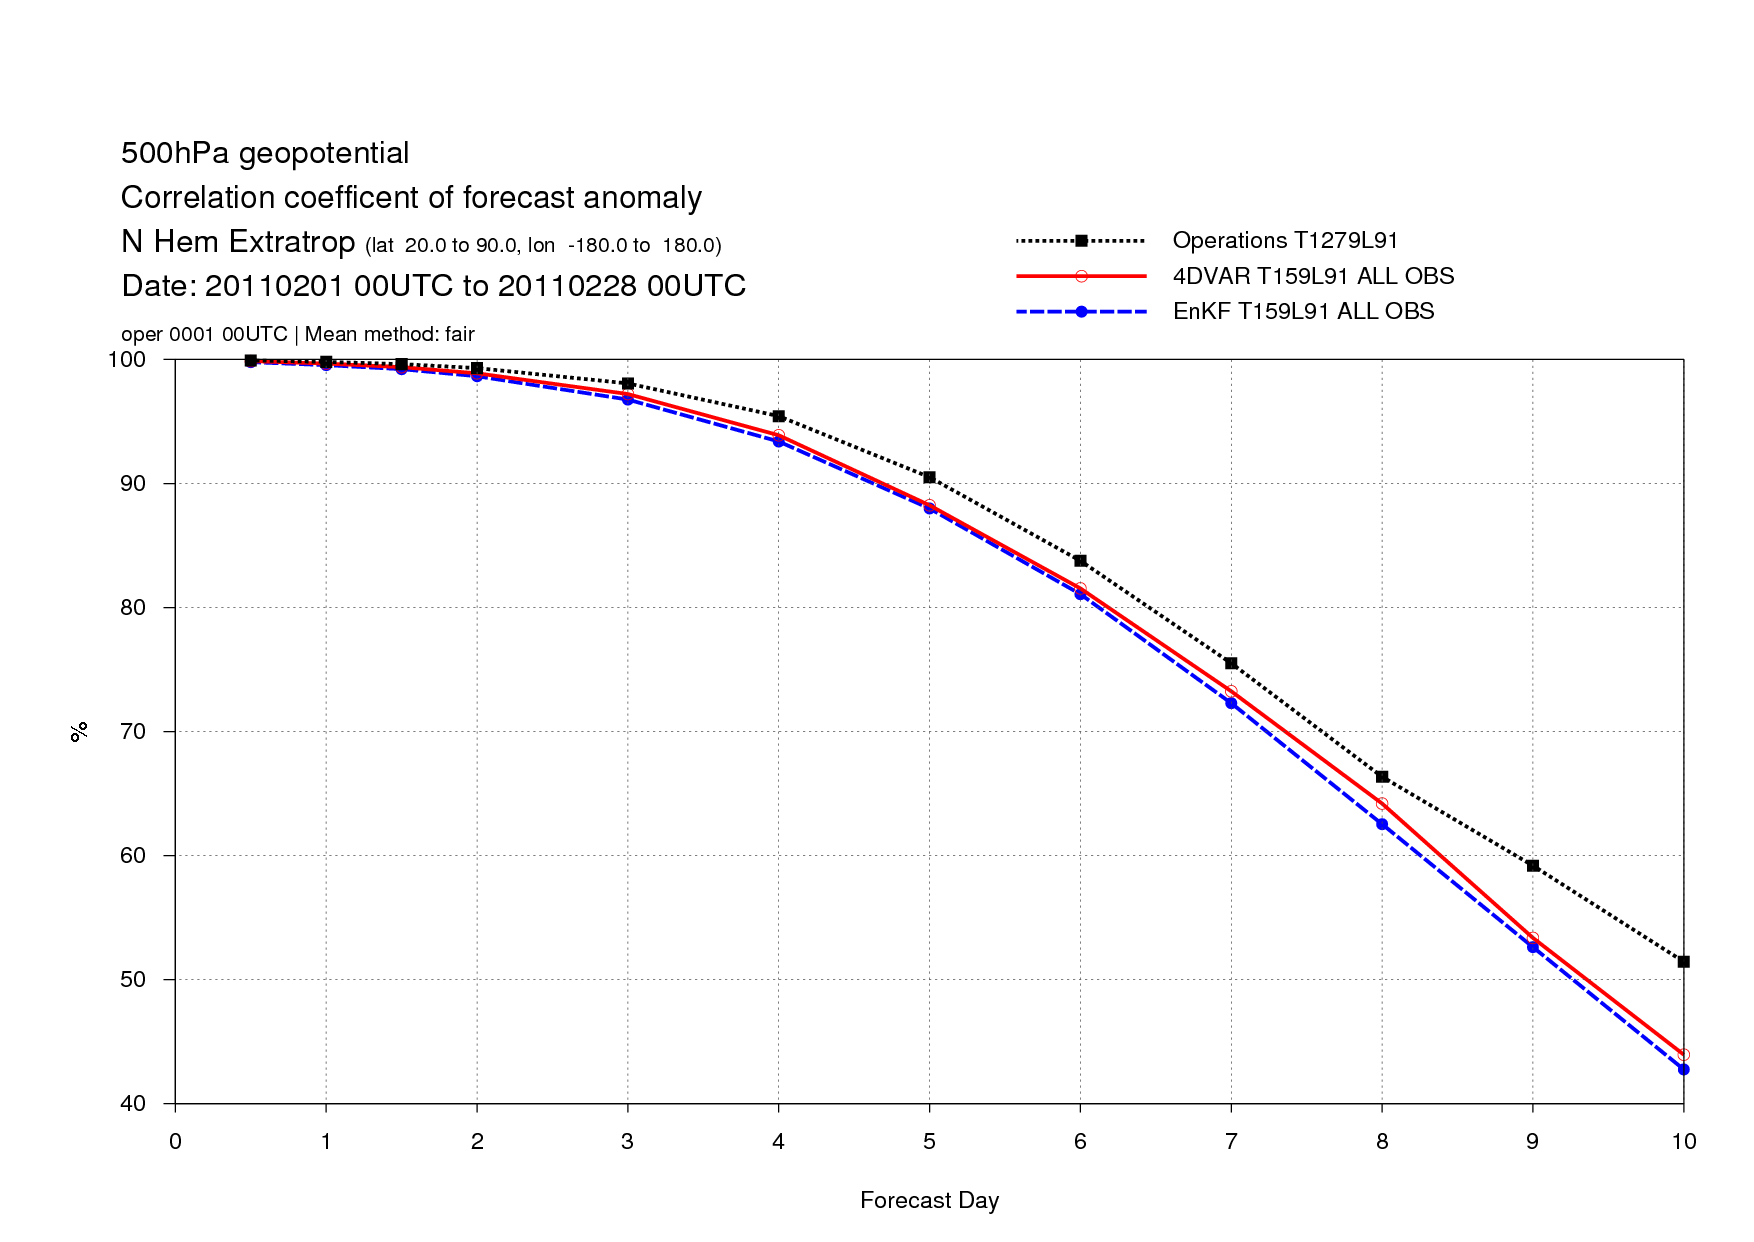 500hPa geopotential
Correlation coefficent of forecast anomaly
N Hem Extratrop (lat 20.0 to 90.0, lon -180.0 to 180.0)
Date: 20110201 00UTC to 20110228 00UTC
oper 0001 00UTC | Mean method: fair
Operations T1279L91
4DVAR T159L91 ALL OBS
EnKF T159L91 ALL OBS
100
90
80
70
60
50
40
%
0 1 2 3 4 5 6 7 8 9 10
Forecast Day